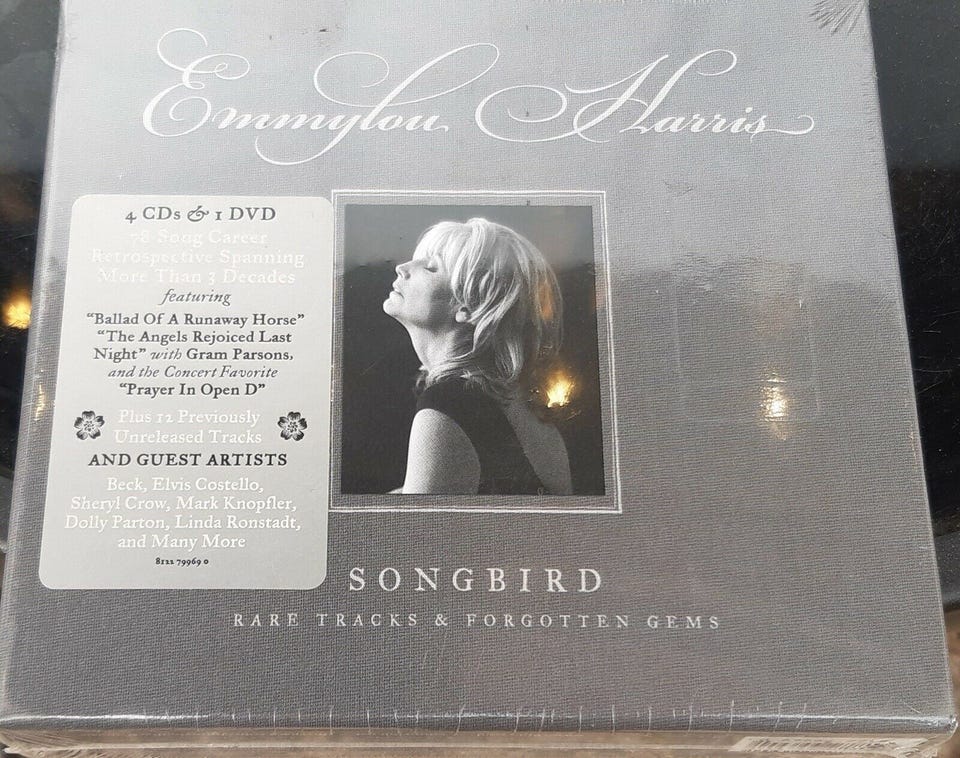 Emmylou Harris
4 CDs & 1 DVD
78 Song Career
Retrospective Spanning
More Than 3 Decades
featuring
“Ballad Of A Runaway Horse”
“The Angels Rejoiced Last
Night” with Gram Parsons,
and the Concert Favorite
“Prayer In Open D”
Plus 12 Previously
Unreleased Tracks
AND GUEST ARTISTS
Beck, Elvis Costello,
Sheryl Crow, Mark Knopfler,
Dolly Parton, Linda Ronstadt,
and Many More
8122 79969 0
SONGBIRD
RARE TRACKS & FORGOTTEN GEMS